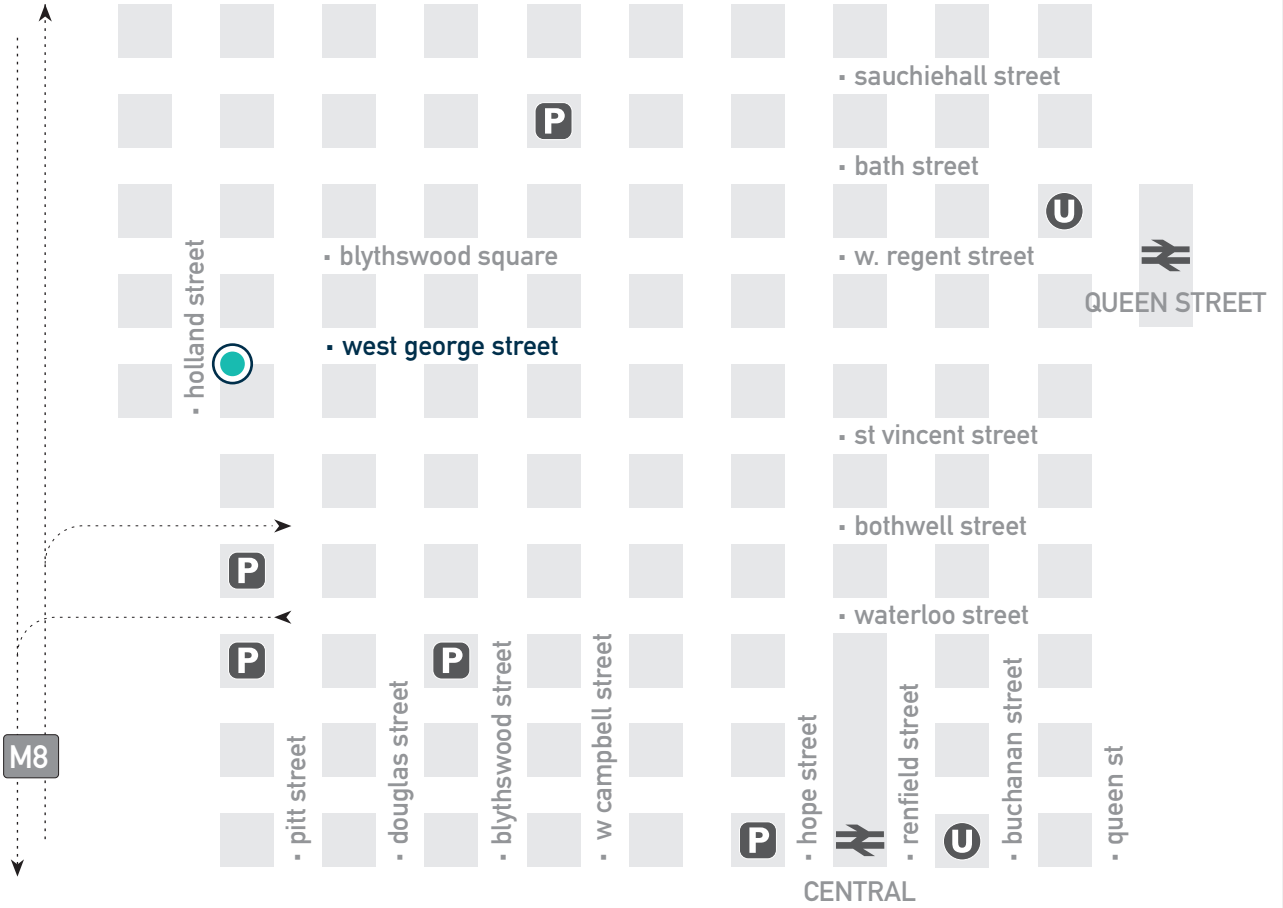 ▪ sauchiehall street
P
▪ bath street
U
▪ blythswood square
▪ w. regent street
▪ holland street
QUEEN STREET
▪ west george street
▪ st vincent street
▪ bothwell street
P
▪ waterloo street
P
P
M8
▪ pitt street
▪ douglas street
▪ blythswood street
▪ w campbell street
P
▪ hope street
▪ renfield street
U
▪ buchanan street
▪ queen st
CENTRAL